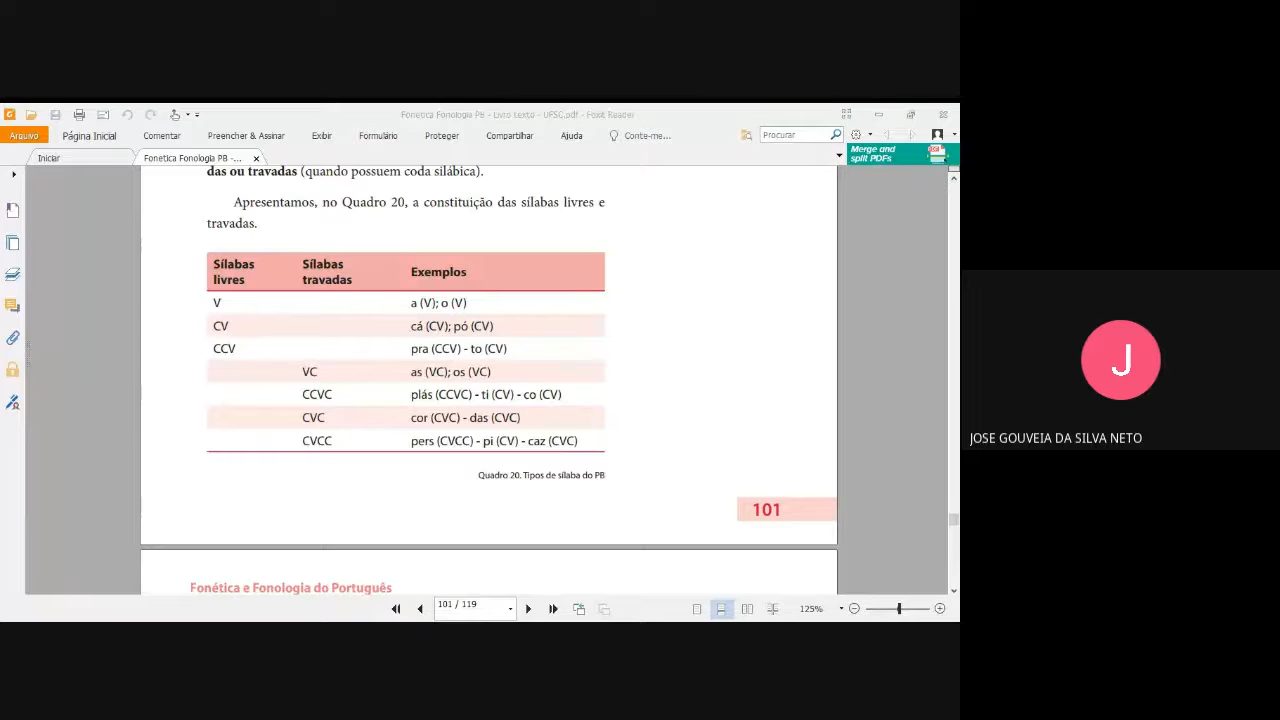 Fonetica Fonologia PB - Livro texto - UFSC.pdf - Foxit Reader
Arquivo Página Inicial Comentar Preencher & Assinar Exibir Formulário Proteger Compartilhar Ajuda Conte-me... Procurar
Iniciar Fonetica Fonologia PB -... Merge and
split PDFs
das ou travadas (quando possuem coda silábica).
Apresentamos, no Quadro 20, a constituição das sílabas livres e
travadas.
Sílabas livres Sílabas travadas Exemplos
V a (V); o (V)
CV cá (CV); pó (CV)
CCV pra (CCV) - to (CV)
VC as (VC); os (VC)
CCVC plás (CCVC) - ti (CV) - co (CV)
CVC cor (CVC) - das (CVC)
CVCC pers (CVCC) - pi (CV) - caz (CVC)
Quadro 20. Tipos de sílaba do PB
101
Fonética e Fonologia do Português
101 / 119 125%
J
JOSE GOUVEIA DA SILVA NETO